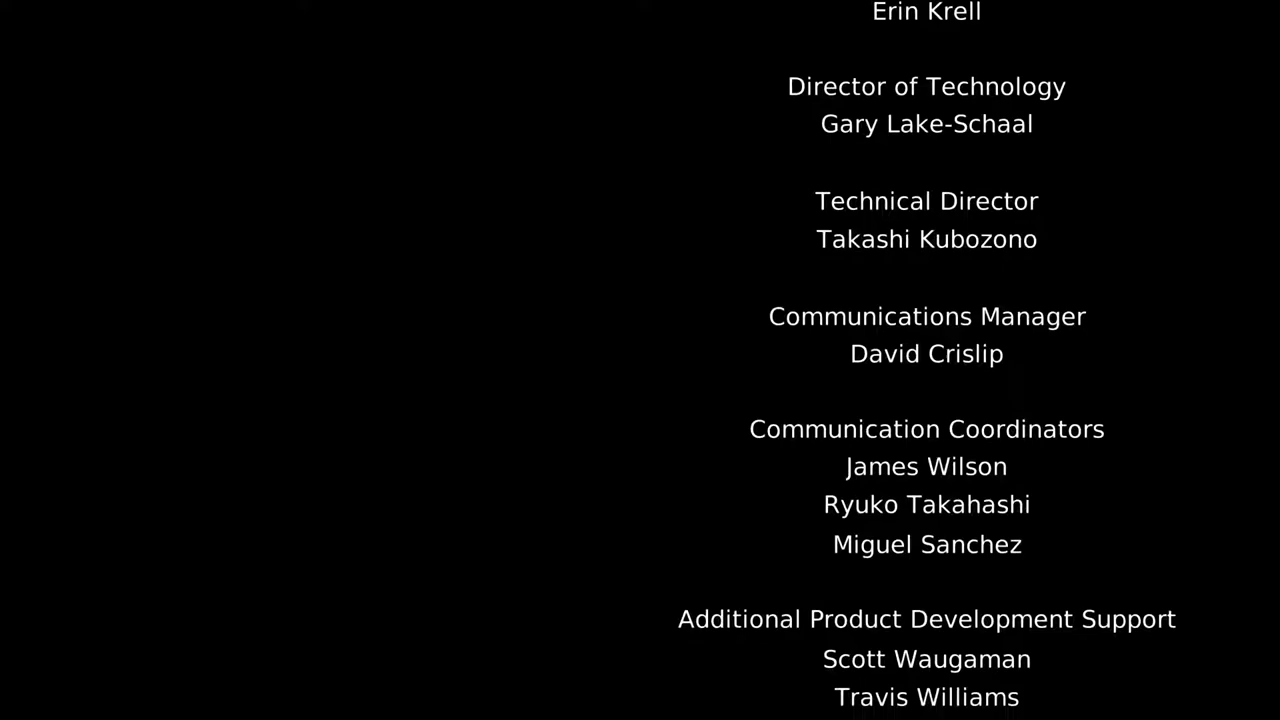 Erin Krell
Director of Technology
Gary Lake-Schaal
Technical Director
Takashi Kubozono
Communications Manager
David Crislip
Communication Coordinators
James Wilson
Ryuko Takahashi
Miguel Sanchez
Additional Product Development Support
Scott Waugaman
Travis Williams